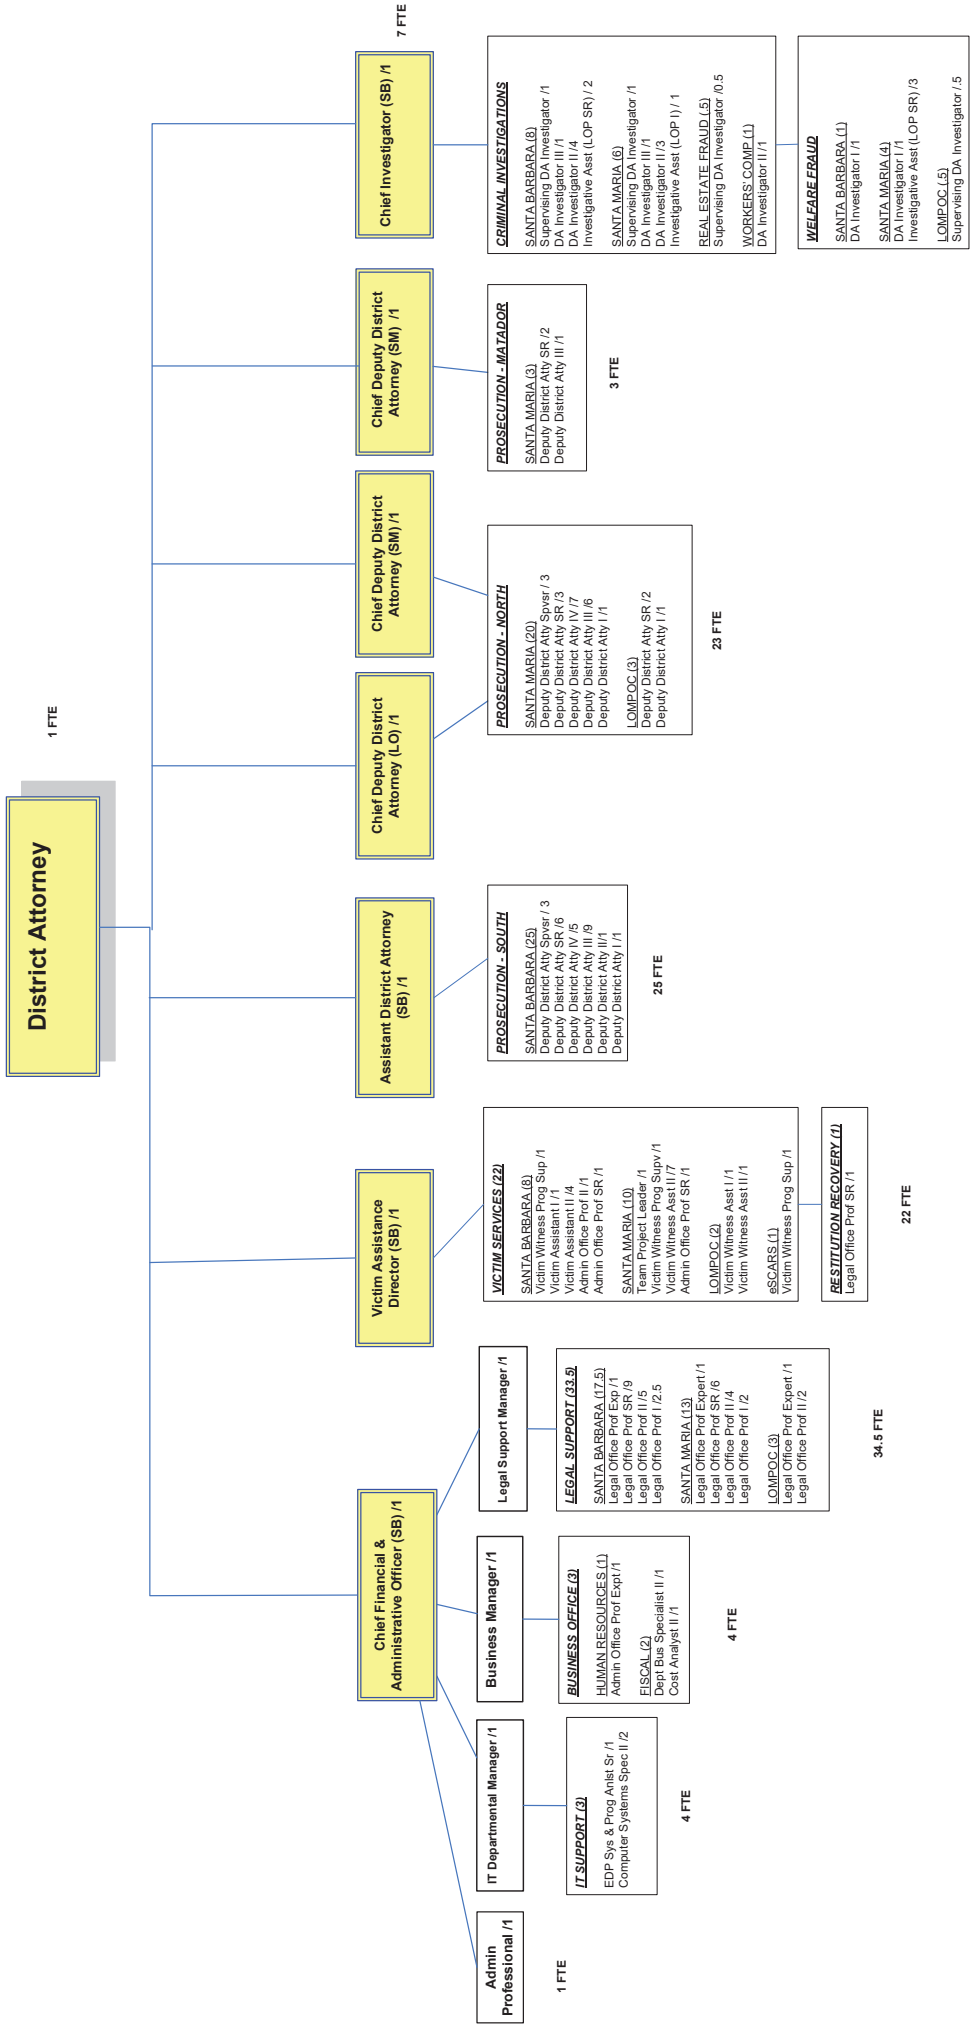 District Attorney
1 FTE
7 FTE
Chief Financial &
Administrative Officer (SB) /1
Victim Assistance
Director (SB) /1
Assistant District Attorney
(SB) /1
Chief Deputy District
Attorney (LO) /1
Chief Deputy District
Attorney (SM) /1
Chief Deputy District
Attorney (SM)  /1
Chief Investigator (SB) /1
Admin
Professional /1
1 FTE
IT Departmental Manager /1
IT SUPPORT (3)
EDP Sys & Prog Anlst Sr /1
Computer Systems Spec II /2
4 FTE
Business Manager /1
BUSINESS OFFICE (3)
HUMAN RESOURCES (1)
Admin Office Prof Expt /1
FISCAL (2)
Dept Bus Specialist II /1
Cost Analyst II /1
4 FTE
Legal Support Manager /1
LEGAL SUPPORT (33.5)
SANTA BARBARA (17.5)
Legal Office Prof Exp /1
Legal Office Prof SR /9
Legal Office Prof II /5
Legal Office Prof I /2.5
SANTA MARIA (13)
Legal Office Prof Expert /1
Legal Office Prof SR /6
Legal Office Prof II /4
Legal Office Prof I /2
LOMPOC (3)
Legal Office Prof Expert /1
Legal Office Prof II /2
34.5 FTE
VICTIM SERVICES (22)
SANTA BARBARA (8)
Victim Witness Prog Sup /1
Victim Assistant I /1
Victim Assistant II /4
Admin Office Prof II /1
Admin Office Prof SR /1
SANTA MARIA (10)
Team Project Leader /1
Victim Witness Prog Supv /1
Victim Witness Asst II /7
Admin Office Prof SR /1
LOMPOC (2)
Victim Witness Asst I /1
Victim Witness Asst II /1
eSCARS (1)
Victim Witness Prog Sup /1
RESTITUTION RECOVERY (1)
Legal Office Prof SR /1
22 FTE
PROSECUTION - SOUTH
SANTA BARBARA (25)
Deputy District Atty Spvsr / 3
Deputy District Atty SR /6
Deputy District Atty IV /5
Deputy District Atty III /9
Deputy District Atty II/1
Deputy District Atty I /1
25 FTE
PROSECUTION - NORTH
SANTA MARIA (20)
Deputy District Atty Spvsr / 3
Deputy District Atty SR /3
Deputy District Atty IV /7
Deputy District Atty III /6
Deputy District Atty I /1
LOMPOC (3)
Deputy District Atty SR /2
Deputy District Atty I /1
23 FTE
PROSECUTION - MATADOR
SANTA MARIA (3)
Deputy District Atty SR /2
Deputy District Atty III /1
3 FTE
CRIMINAL INVESTIGATIONS
SANTA BARBARA (8)
Supervising DA Investigator /1
DA Investigator III /1
DA Investigator II /4
Investigative Asst (LOP SR) / 2
SANTA MARIA (6)
Supervising DA Investigator /1
DA Investigator III /1
DA Investigator II /3
Investigative Asst (LOP I) / 1
REAL ESTATE FRAUD (.5)
Supervising DA Investigator /0.5
WORKERS' COMP (1)
DA Investigator II /1
WELFARE FRAUD
SANTA BARBARA (1)
DA Investigator I /1
SANTA MARIA (4)
DA Investigator I /1
Investigative Asst (LOP SR) /3
LOMPOC (.5)
Supervising DA Investigator /.5